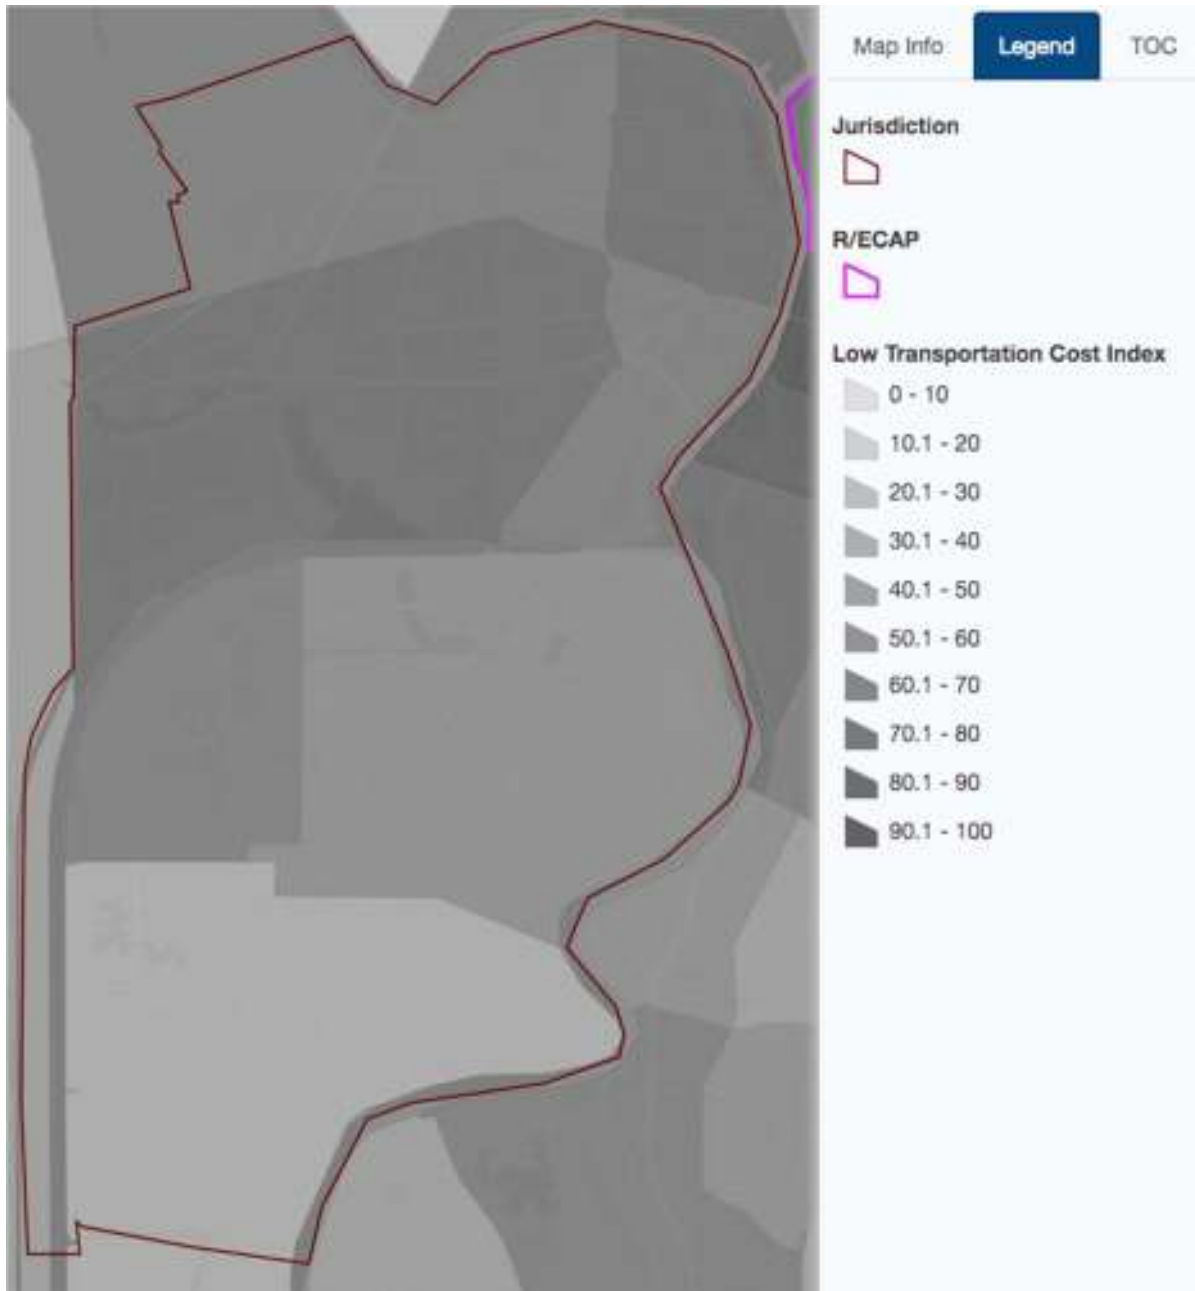 Map Info Legend TOC
Jurisdiction
R/ECAP
Low Transportation Cost Index
0 - 10
10.1 - 20
20.1 - 30
30.1 - 40
40.1 - 50
50.1 - 60
60.1 - 70
70.1 - 80
80.1 - 90
90.1 - 100